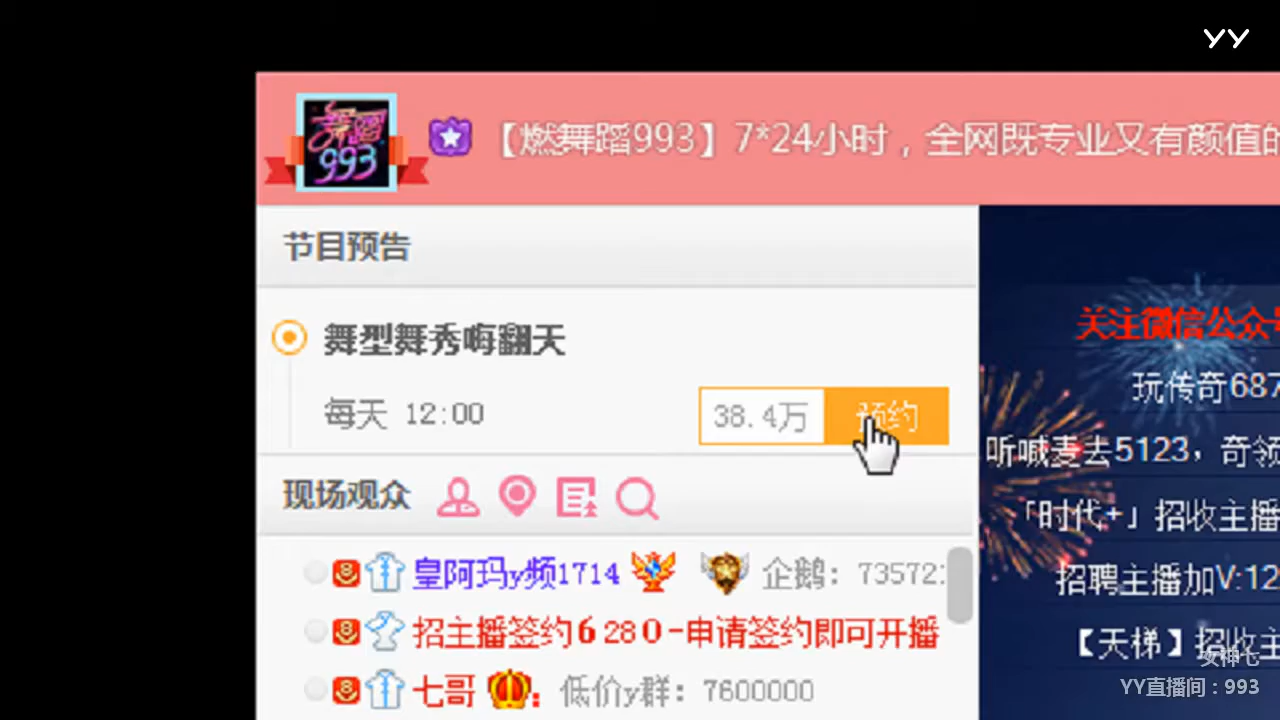 YY
舞蹈
993
【燃舞蹈993】7*24小时，全网既专业又有颜值的
节目预告
舞型舞秀嗨翻天
每天 12:00
38.4万 预约
现场观众
皇阿玛y频1714 企鹅：73572
招主播签约6280-申请签约即可开播
七哥：低价y群：7600000
关注微信公众
玩传奇687
听喊麦去5123，奇领
「时代+」招收主播
招聘主播加V:12
【天梯】招收主
女神七
YY直播间：993